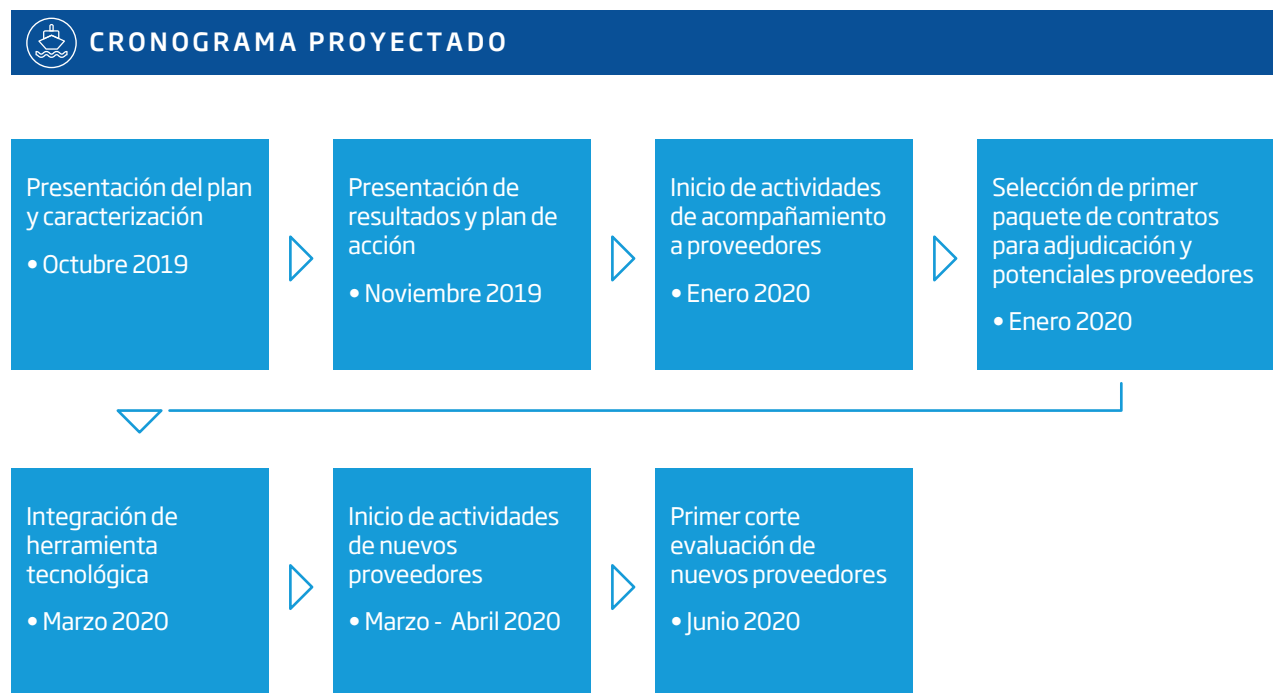 CRONOGRAMA PROYECTADO
Presentación del plan
y caracterización
• Octubre 2019
Presentación de
resultados y plan de
acción
• Noviembre 2019
Inicio de actividades
de acompañamiento
a proveedores
• Enero 2020
Selección de primer
paquete de contratos
para adjudicación y
potenciales proveedores
• Enero 2020
Integración de
herramienta
tecnológica
• Marzo 2020
Inicio de actividades
de nuevos
proveedores
• Marzo - Abril 2020
Primer corte
evaluación de
nuevos proveedores
• Junio 2020